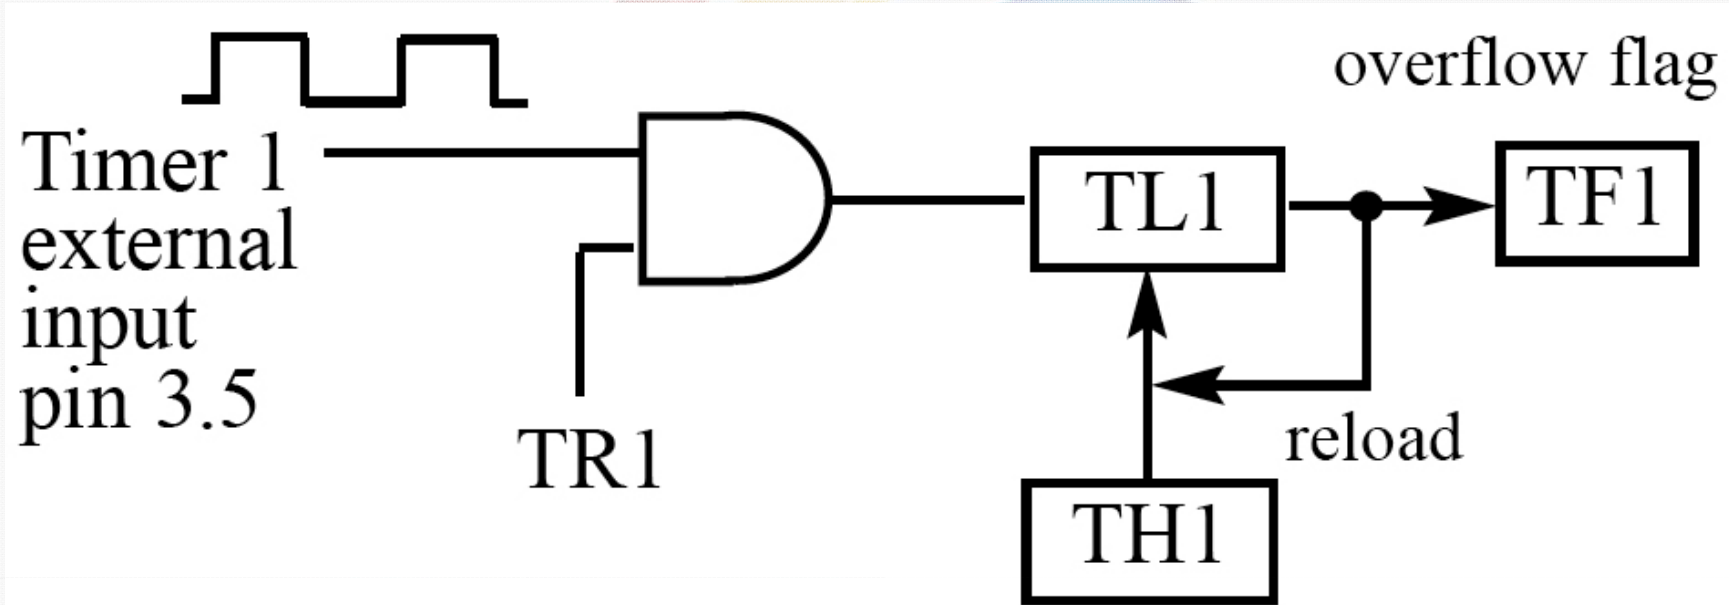 overflow flag
Timer 1
external
input
pin 3.5
TR1
TL1
TF1
reload
TH1